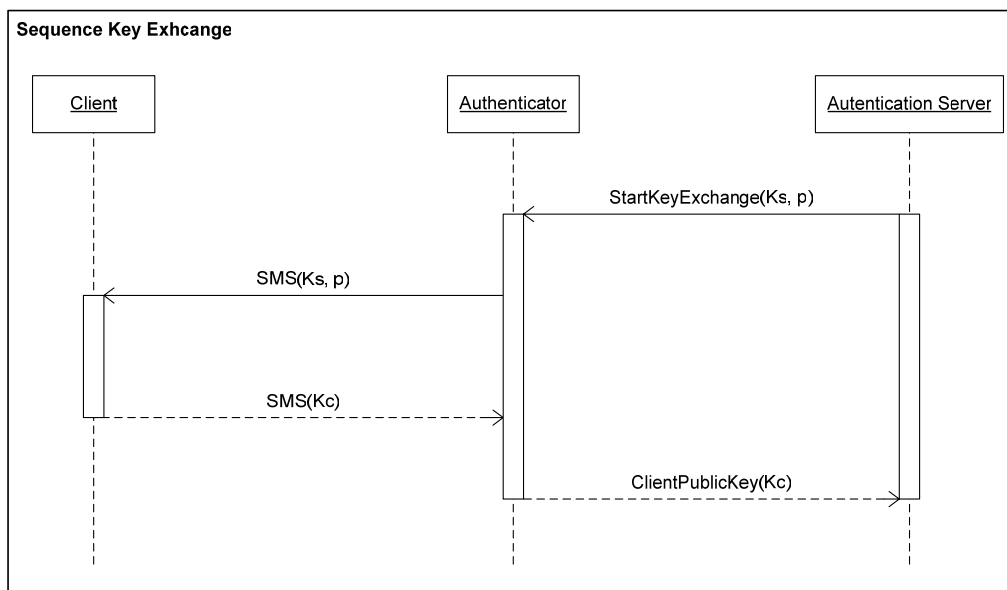 Sequence Key Exhcange
Client
Authenticator
Autentication Server
StartKeyExchange(Ks, p)
SMS(Ks, p)
SMS(Kc)
ClientPublicKey(Kc)